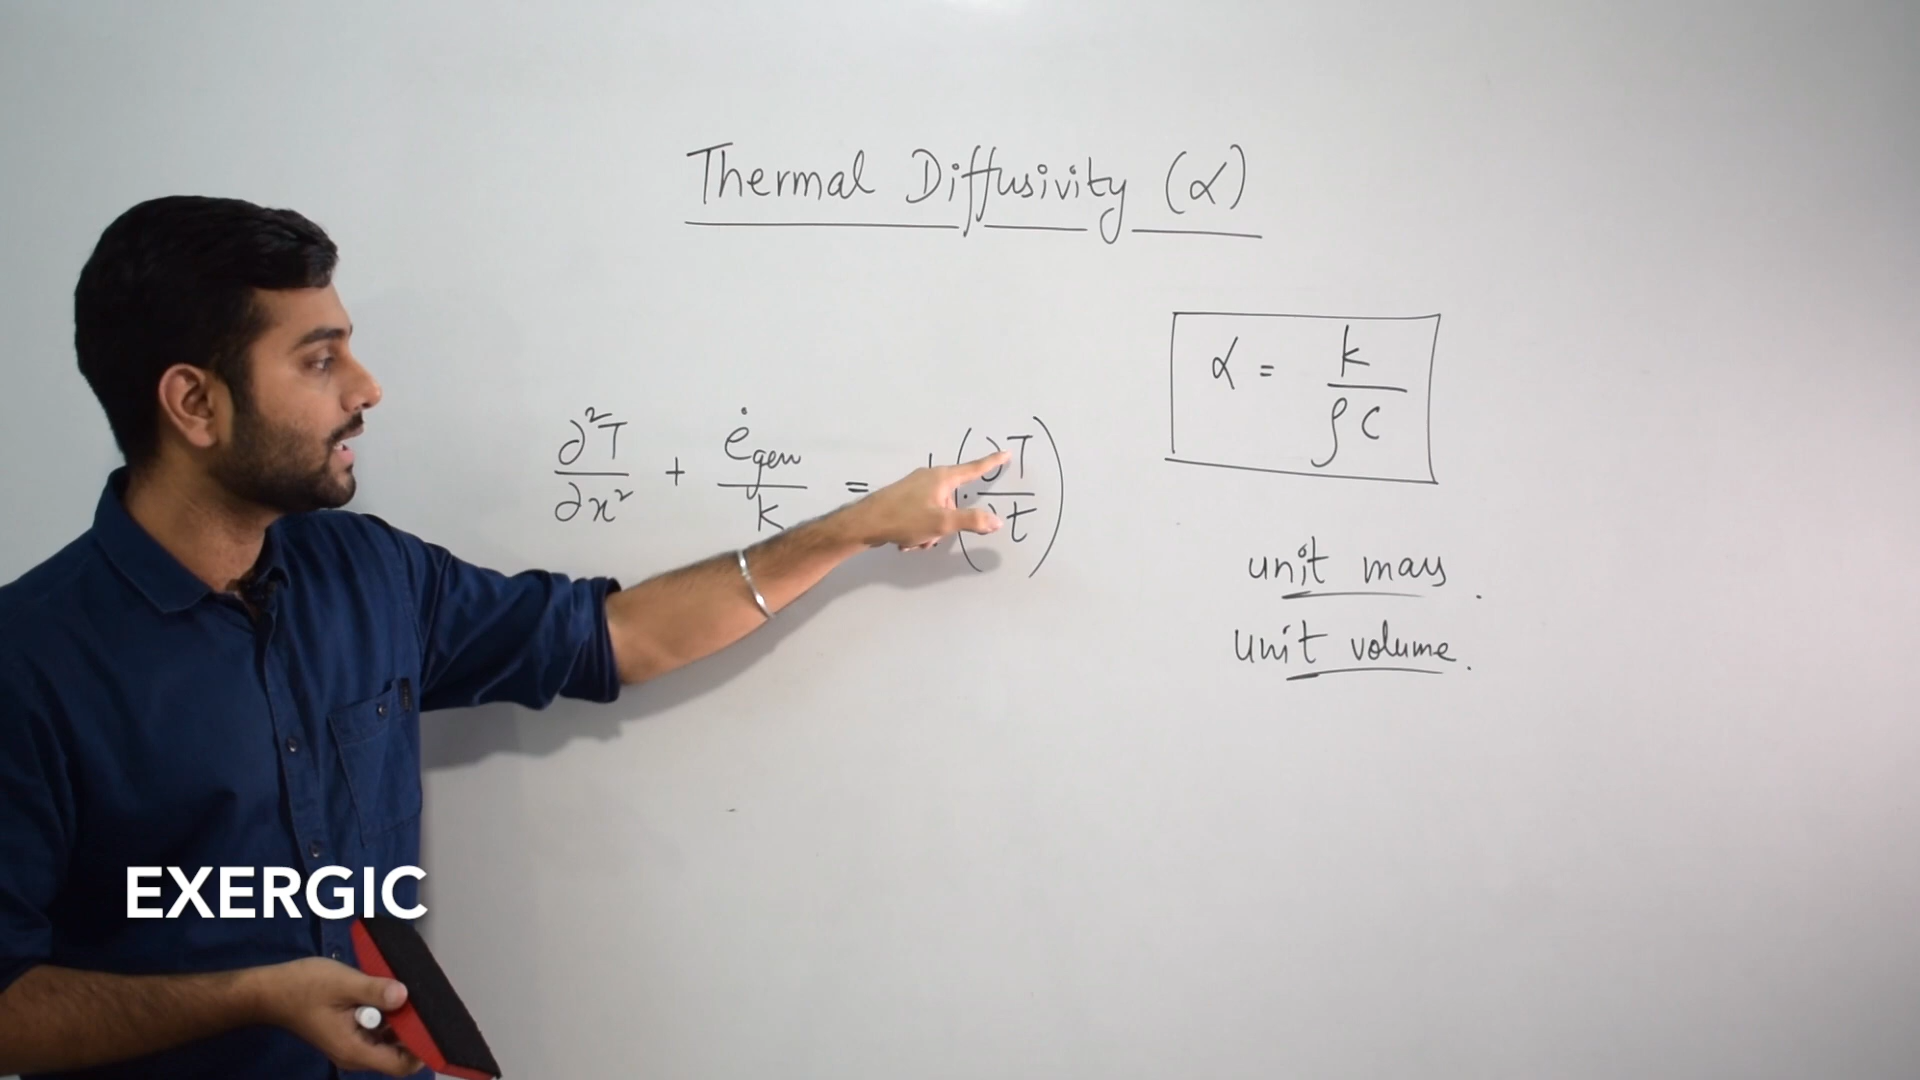 Thermal Diffusivity (α)
∂²T/∂x² + ėgen/k = (∂T/∂t)
α = k/ρc
unit mass.
unit volume.
EXERGIC